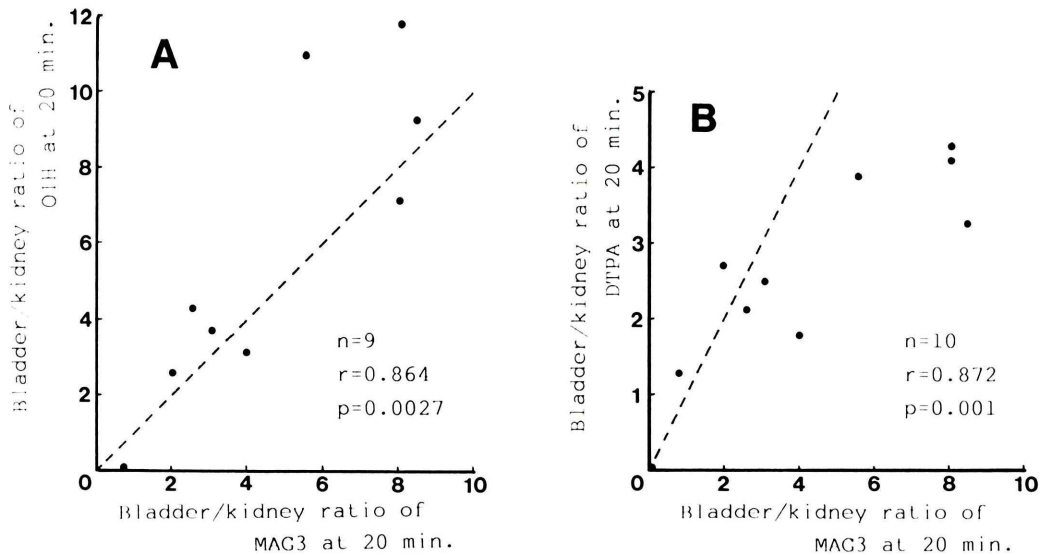 A
Bladder/kidney ratio of
OIH at 20 min.
12
10
8
6
4
2
0
2
4
6
8
10
n=9
r=0.864
p=0.0027
Bladder/kidney ratio of
MAG3 at 20 min.
B
Bladder/kidney ratio of
DTPA at 20 min.
5
4
3
2
1
0
0
2
4
6
8
10
n=10
r=0.872
p=0.001
Bladder/kidney ratio of
MAG3 at 20 min.